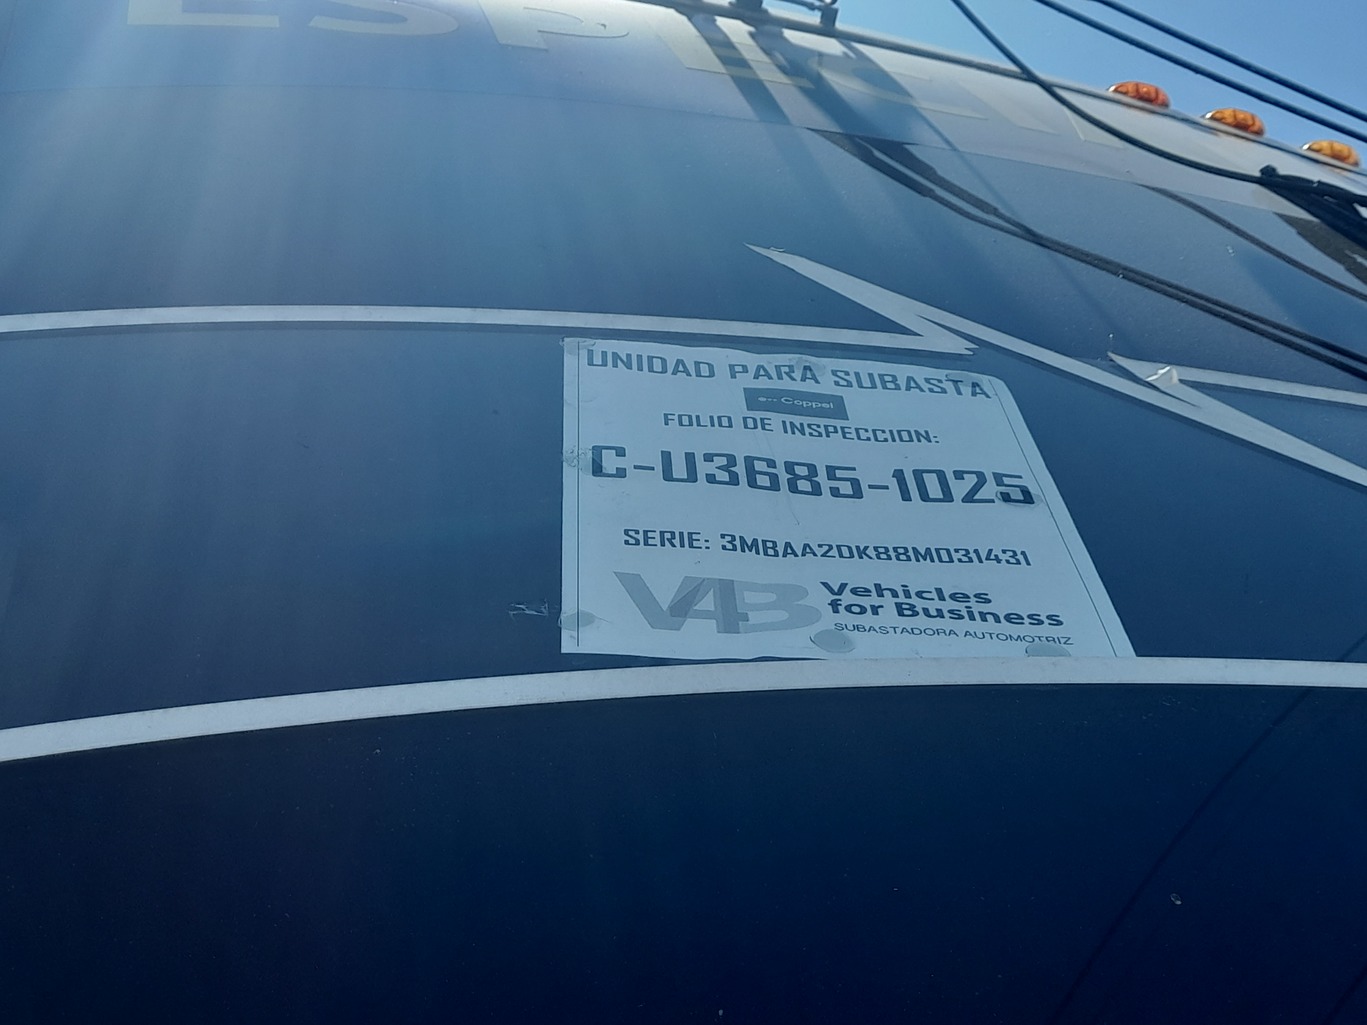 UNIDAD PARA SUBASTA
Coppel
FOLIO DE INSPECCION:
C-U3685-1025
SERIE: 3MBAA2DK88M031431
V4B
Vehicles
for Business
SUBASTADORA AUTOMOTRIZ